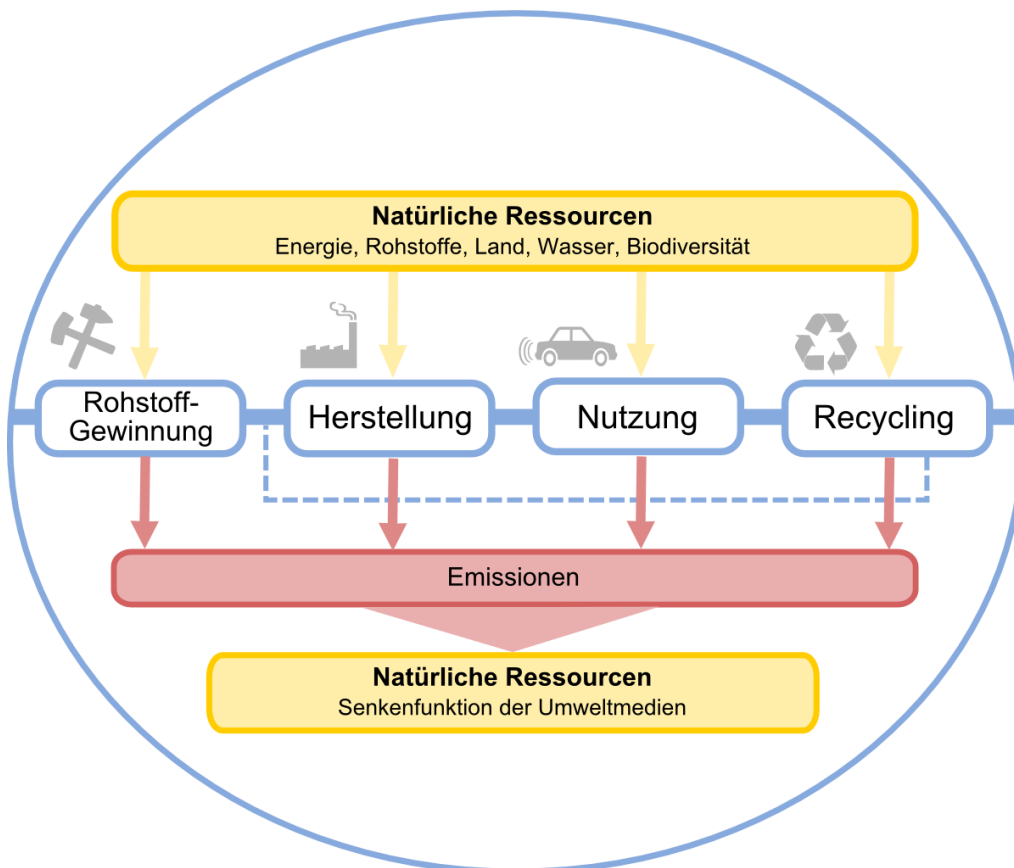 Natürliche Ressourcen
Energie, Rohstoffe, Land, Wasser, Biodiversität
Rohstoff-
Gewinnung
Herstellung
Nutzung
Recycling
Emissionen
Natürliche Ressourcen
Senkenfunktion der Umweltmedien